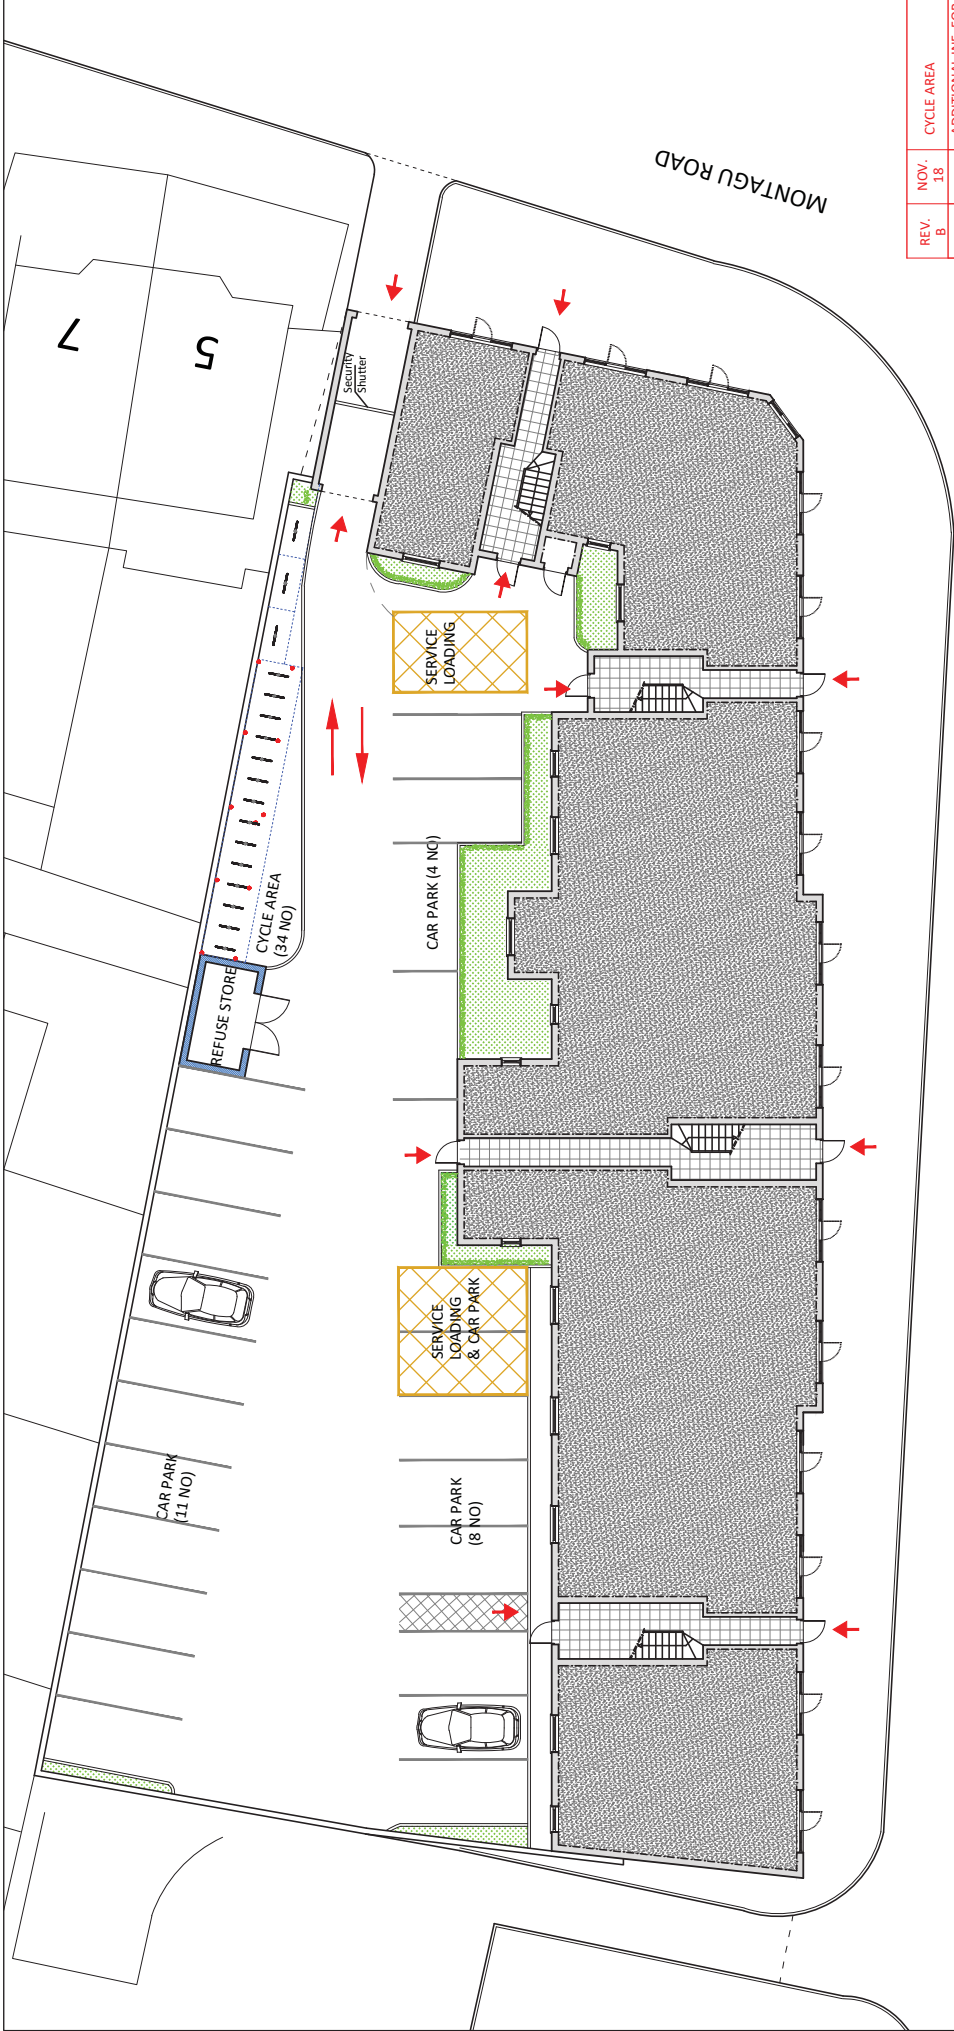 7
5
MONTAGU ROAD
REV.
B
NOV.
18
CYCLE AREA
Security
Shutter
SERVICE
LOADING
CYCLE AREA
(34 NO)
REFUSE STORE
CAR PARK (4 NO)
SERVICE
LOADING
& CAR PARK
CAR PARK
(11 NO)
CAR PARK
(8 NO)